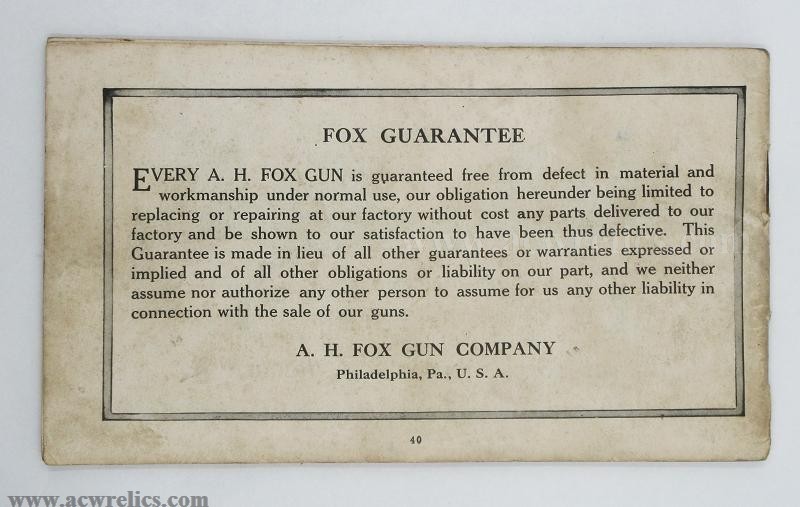 FOX GUARANTEE
EVERY A. H. FOX GUN is guaranteed free from defect in material and
workmanship under normal use, our obligation hereunder being limited to
replacing or repairing at our factory without cost any parts delivered to our
factory and be shown to our satisfaction to have been thus defective. This
Guarantee is made in lieu of all other guarantees or warranties expressed or
implied and of all other obligations or liability on our part, and we neither
assume nor authorize any other person to assume for us any other liability in
connection with the sale of our guns.
A. H. FOX GUN COMPANY
Philadelphia, Pa., U. S. A.
40
www.acwrelics.com